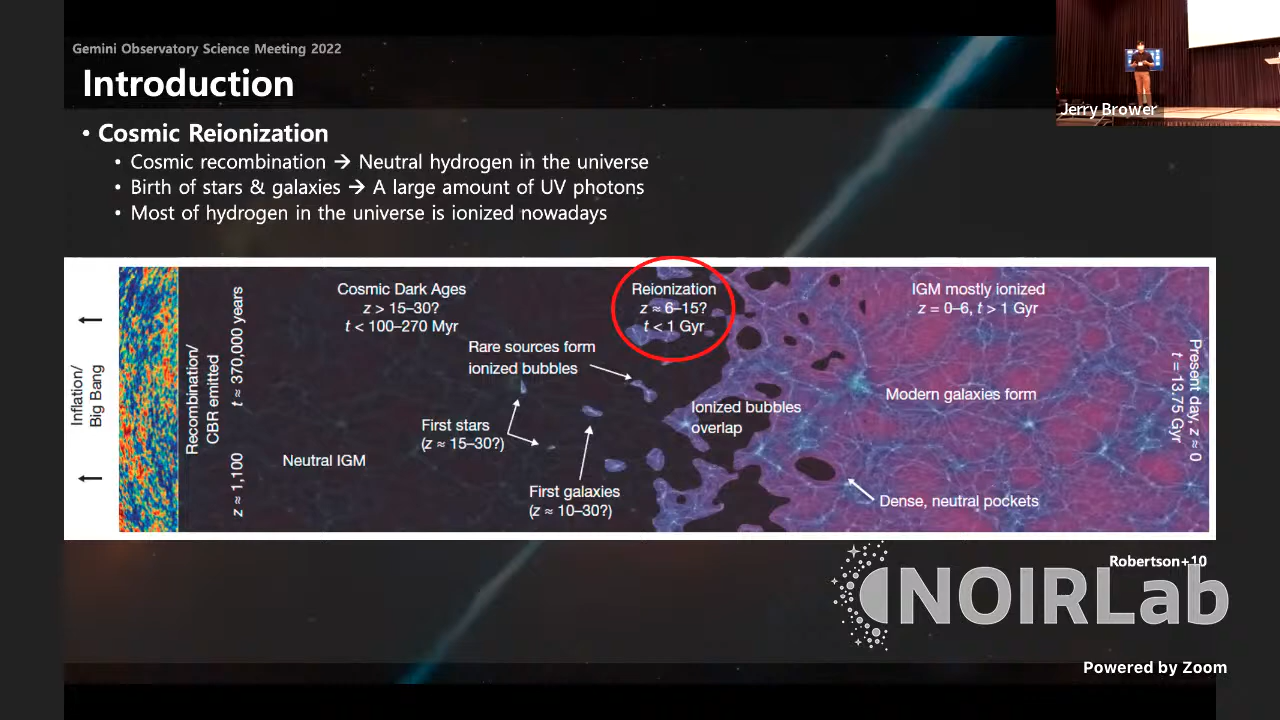 Gemini Observatory Science Meeting 2022
Introduction
• Cosmic Reionization
• Cosmic recombination → Neutral hydrogen in the universe
• Birth of stars & galaxies → A large amount of UV photons
• Most of hydrogen in the universe is ionized nowadays
Jerry Brower
Inflation/
Big Bang
Recombination/
CBR emitted
t ≈ 370,000 years
z ≈ 1,100
Cosmic Dark Ages
z > 15–30?
t < 100–270 Myr
Neutral IGM
Rare sources form
ionized bubbles
First stars
(z ≈ 15–30?)
First galaxies
(z ≈ 10–30?)
Reionization
z ≈ 6–15?
t < 1 Gyr
Ionized bubbles
overlap
IGM mostly ionized
z = 0–6, t > 1 Gyr
Modern galaxies form
Dense, neutral pockets
Present day, z ≈ 0
t = 13.75 Gyr
Robertson+10
NOIRLab
Powered by Zoom